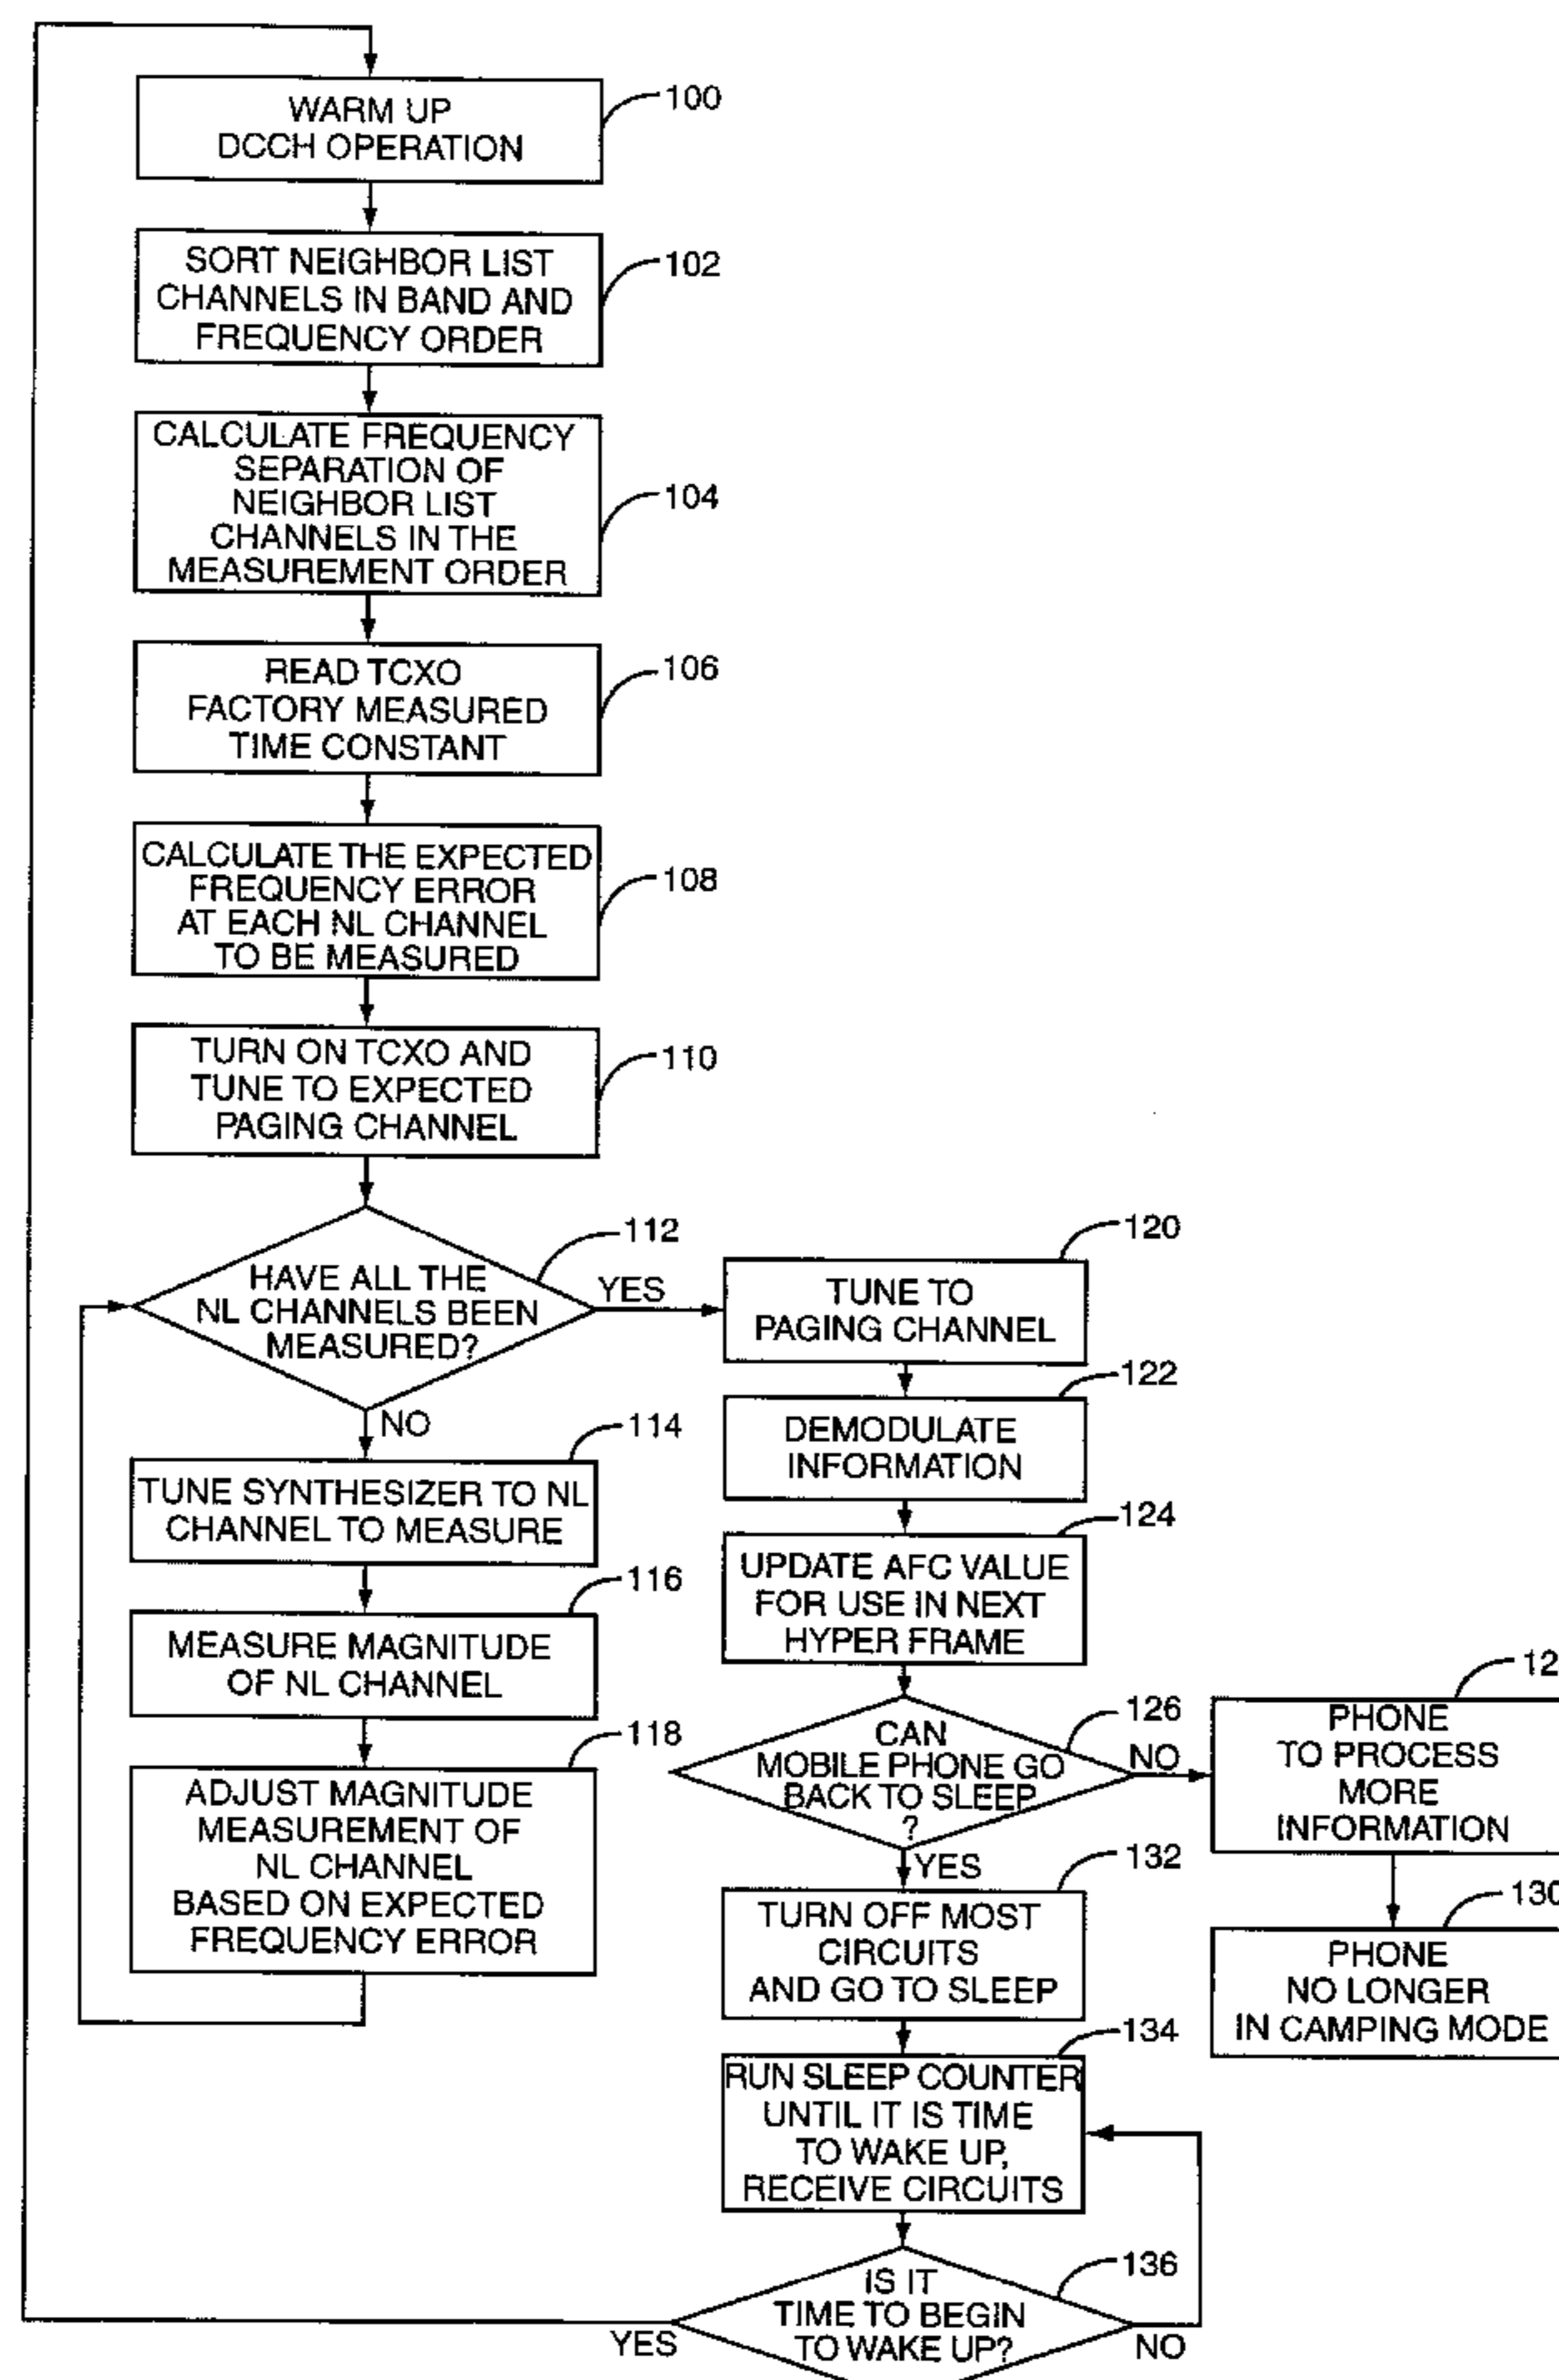 100
WARM UP
DCCH OPERATION
102
SORT NEIGHBOR LIST
CHANNELS IN BAND AND
FREQUENCY ORDER
104
CALCULATE FREQUENCY
SEPARATION OF
NEIGHBOR LIST
CHANNELS IN THE
MEASUREMENT ORDER
106
READ TCXO
FACTORY MEASURED
TIME CONSTANT
108
CALCULATE THE EXPECTED
FREQUENCY ERROR
AT EACH NL CHANNEL
TO BE MEASURED
110
TURN ON TCXO AND
TUNE TO EXPECTED
PAGING CHANNEL
112
HAVE ALL THE
NL CHANNELS BEEN
MEASURED?
YES
NO
114
TUNE SYNTHESIZER TO NL
CHANNEL TO MEASURE
116
MEASURE MAGNITUDE
OF NL CHANNEL
118
ADJUST MAGNITUDE
MEASUREMENT OF
NL CHANNEL
BASED ON EXPECTED
FREQUENCY ERROR
120
TUNE TO
PAGING CHANNEL
122
DEMODULATE
INFORMATION
124
UPDATE AFC VALUE
FOR USE IN NEXT
HYPER FRAME
126
CAN
MOBILE PHONE GO
BACK TO SLEEP
?
NO
YES
PHONE
TO PROCESS
MORE
INFORMATION
130
PHONE
NO LONGER
IN CAMPING MODE
132
TURN OFF MOST
CIRCUITS
AND GO TO SLEEP
134
RUN SLEEP COUNTER
UNTIL IT IS TIME
TO WAKE UP,
RECEIVE CIRCUITS
136
IS IT
TIME TO BEGIN
TO WAKE UP?
YES
NO